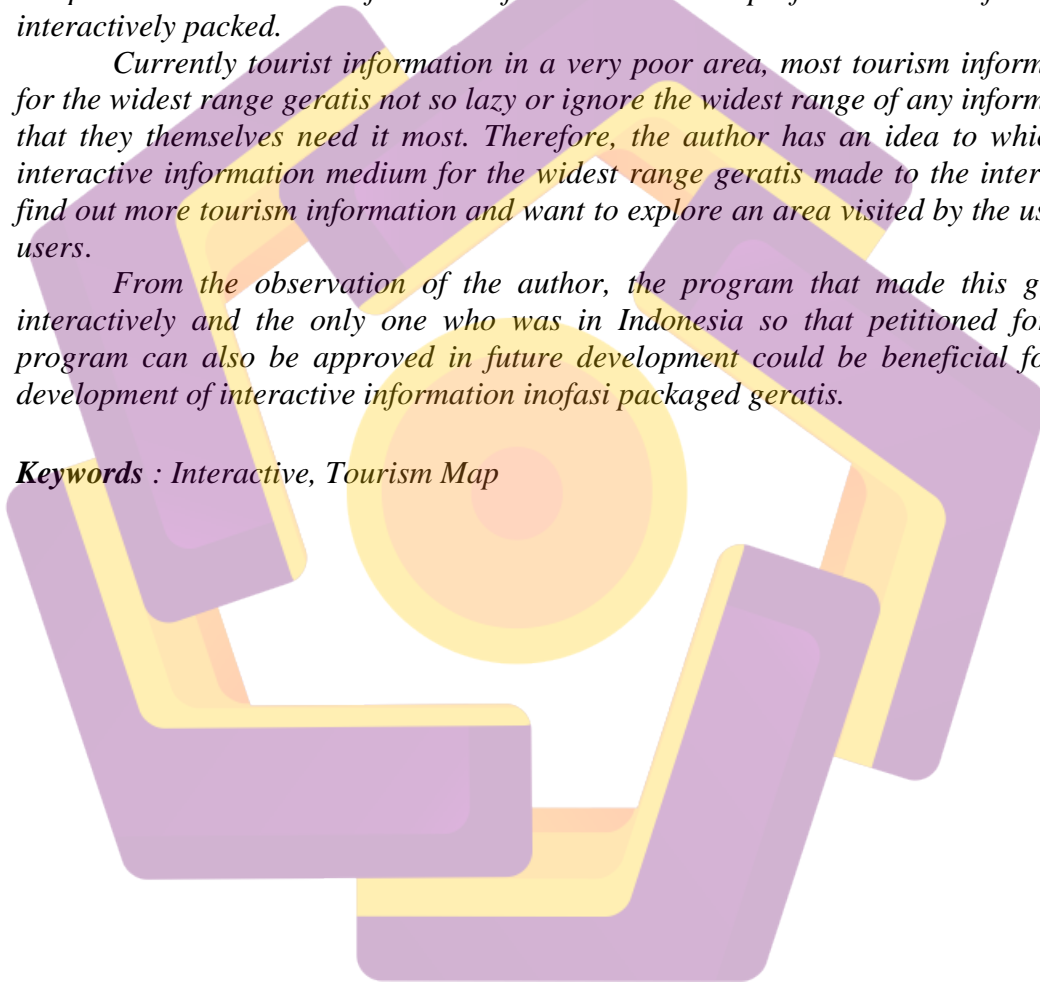 interactively packed.
Currently tourist information in a very poor area, most tourism inform
for the widest range geratis not so lazy or ignore the widest range of any inform
that they themselves need it most. Therefore, the author has an idea to whic
interactive information medium for the widest range geratis made to the inter
find out more tourism information and want to explore an area visited by the us
users.
From the observation of the author, the program that made this g
interactively and the only one who was in Indonesia so that petitioned fo
program can also be approved in future development could be beneficial fo
development of interactive information inofasi packaged geratis.
Keywords : Interactive, Tourism Map